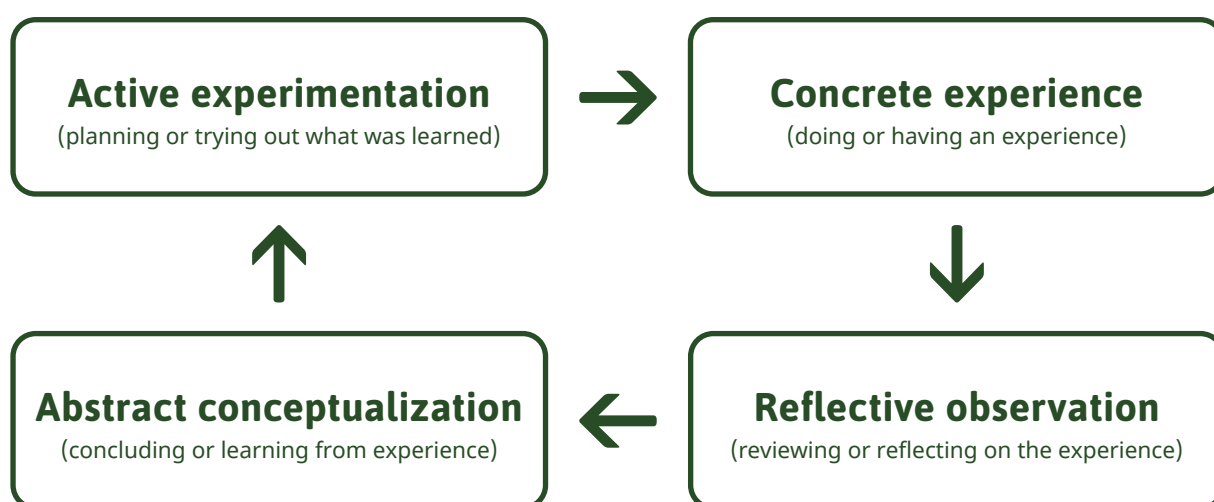 Active experimentation
(planning or trying out what was learned)
Concrete experience
(doing or having an experience)
Abstract conceptualization
(concluding or learning from experience)
Reflective observation
(reviewing or reflecting on the experience)